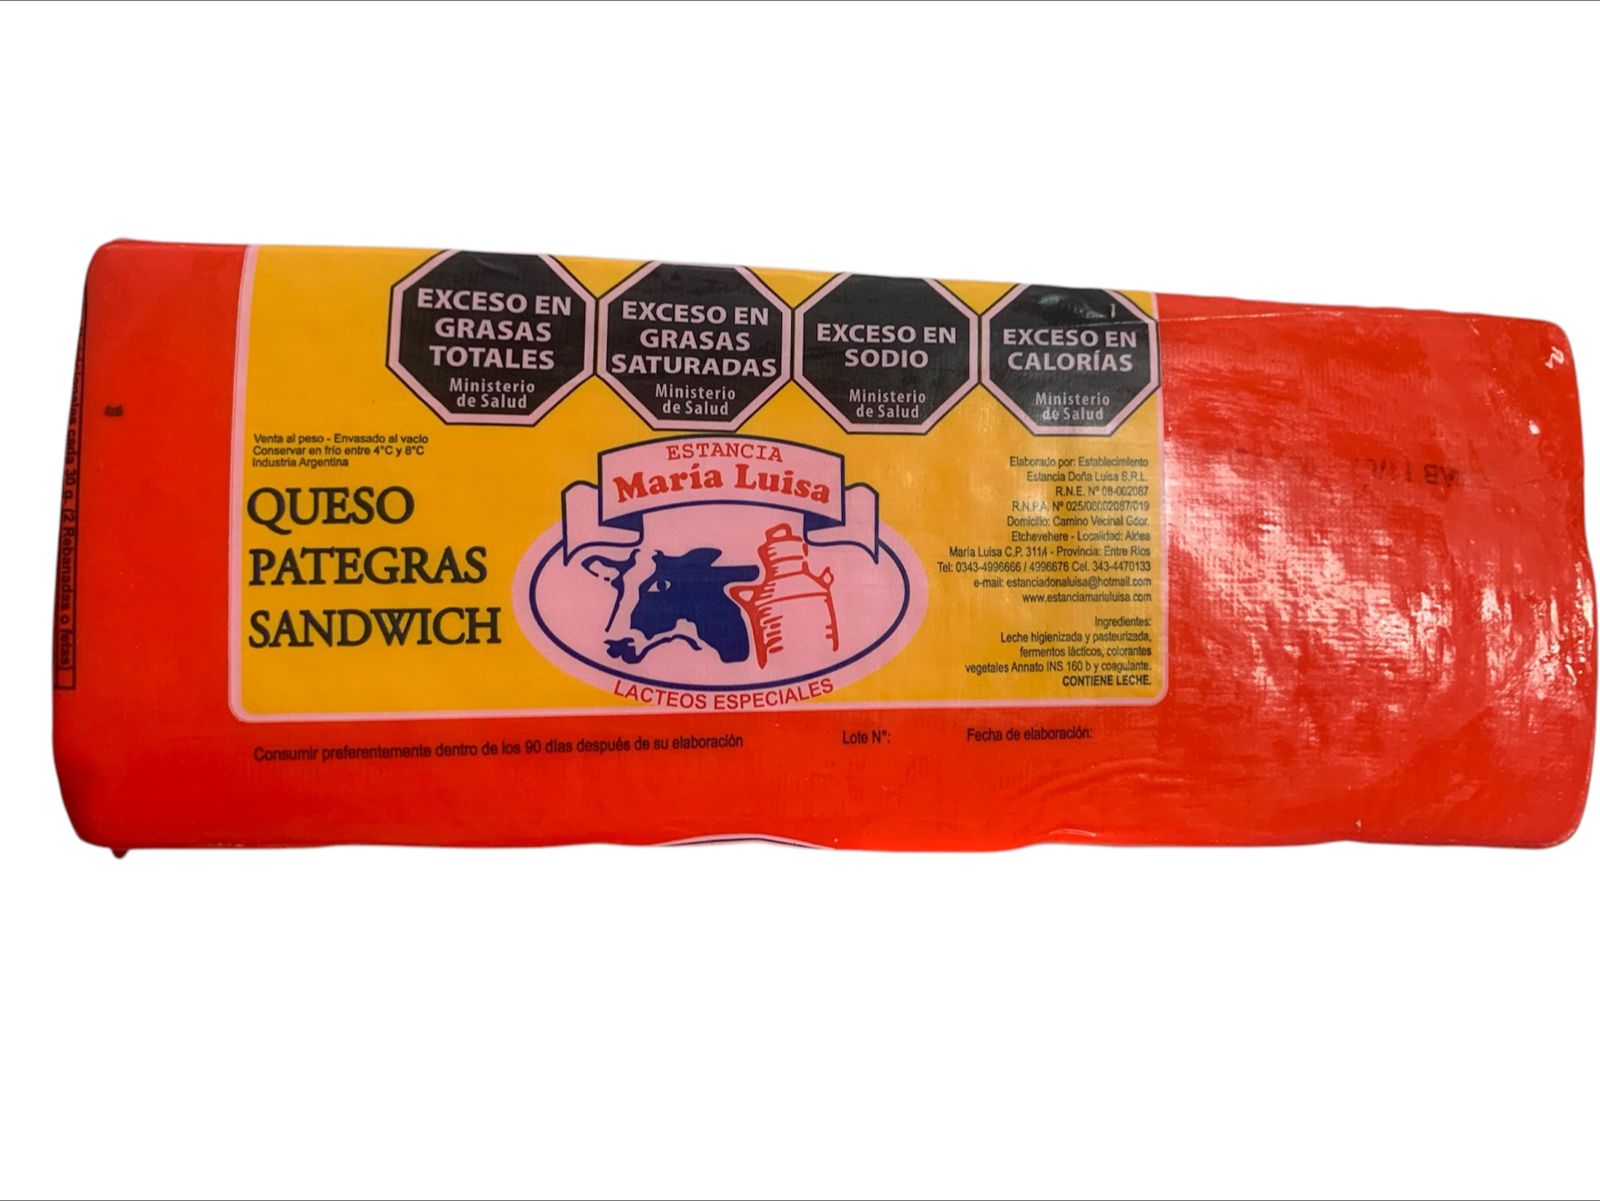 EXCESO EN
GRASAS
TOTALES
Ministerio
de Salud
EXCESO EN
GRASAS
SATURADAS
Ministerio
de Salud
EXCESO EN
SODIO
Ministerio
de Salud
EXCESO EN
CALORÍAS
Ministerio
de Salud
Venta al peso - Envasado al vacío
Conservar en frío entre 4°C y 8°C
Industria Argentina
QUESO
PATEGRAS
SANDWICH
ESTANCIA
María Luisa
LACTEOS ESPECIALES
Elaborado por: Establecimiento
Estancia Doña Luisa S.R.L.
R.N.E. Nº 08-002087
R.N.P.A. Nº 025/08002087/019
Domicilio: Camino Vecinal Gdor.
Etchevehere - Localidad: Aldea
María Luisa C.P. 3114 - Provincia: Entre Rios
Tel: 0343-4996666 / 4996676 Cel. 343-4470133
e-mail: estanciadonaluisa@hotmail.com
www.estanciamarialuisa.com
Ingredientes:
Leche higienizada y pasteurizada,
fermentos lácticos, colorantes
vegetales Annato INS 160 b y coagulante.
CONTIENE LECHE.
Consumir preferentemente dentro de los 90 días después de su elaboración
Lote Nº:
Fecha de elaboración:
cada 30 g. (2 Rabanadas o fetas)